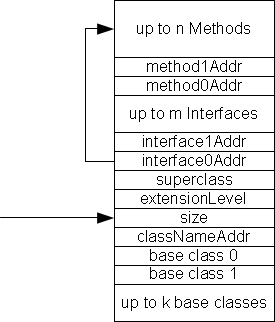 up to n Methods
method1Addr
method0Addr
up to m Interfaces
interface1Addr
interface0Addr
superclass
extensionLevel
size
classNameAddr
base class 0
base class 1
up to k base classes